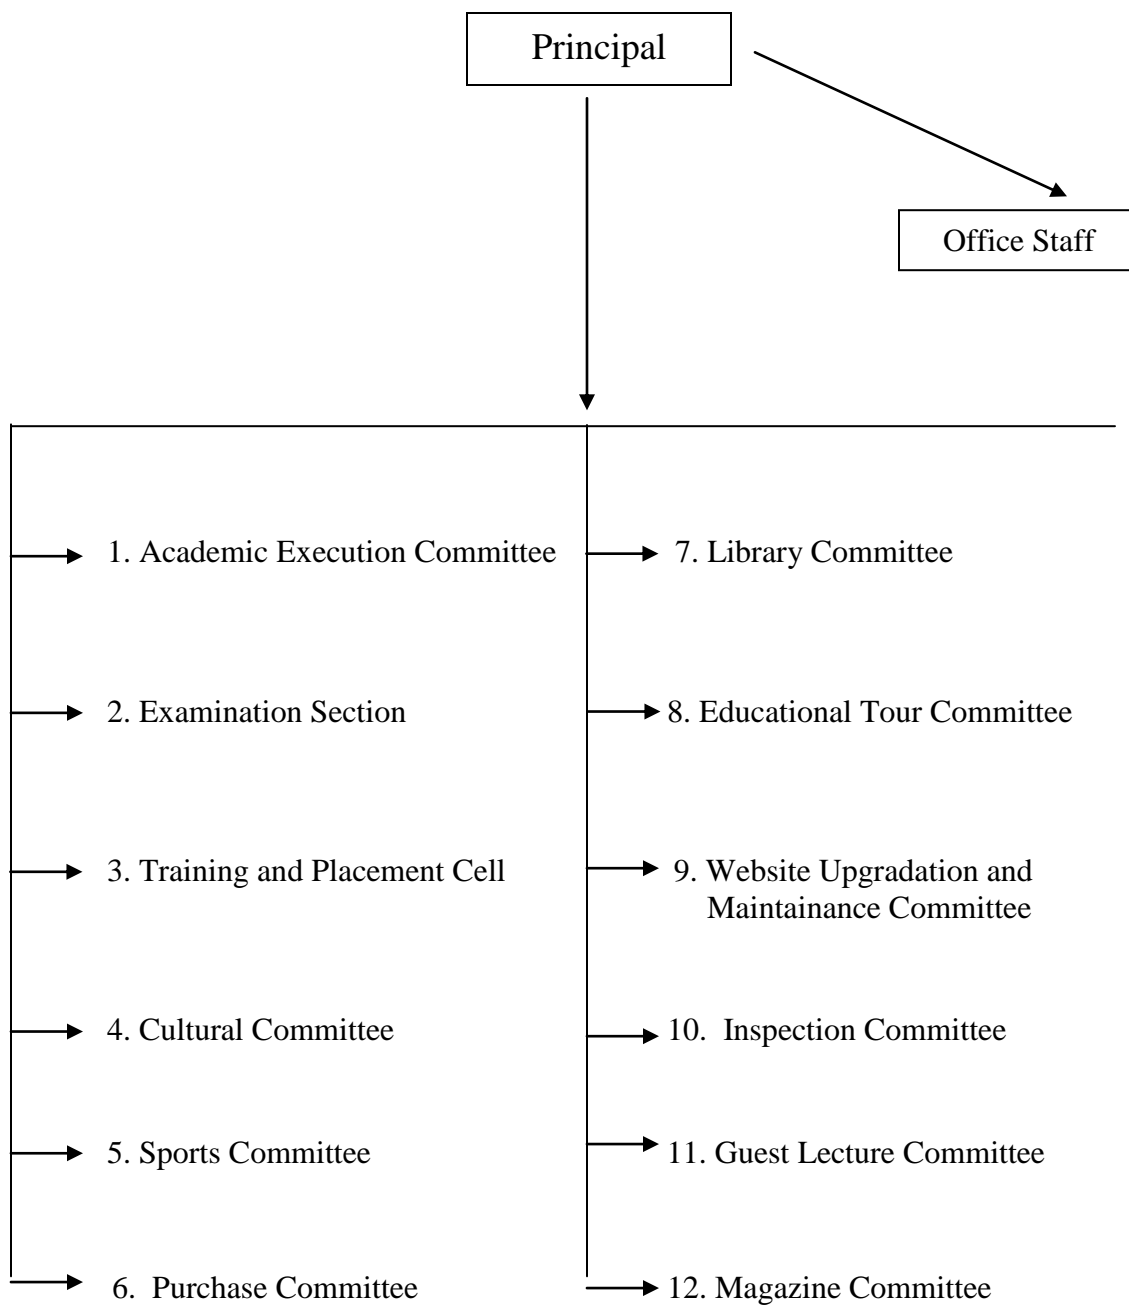 Principal
Office Staff
1. Academic Execution Committee
2. Examination Section
3. Training and Placement Cell
4. Cultural Committee
5. Sports Committee
6. Purchase Committee
7. Library Committee
8. Educational Tour Committee
9. Website Upgradation and
Maintainance Committee
10. Inspection Committee
11. Guest Lecture Committee
12. Magazine Committee